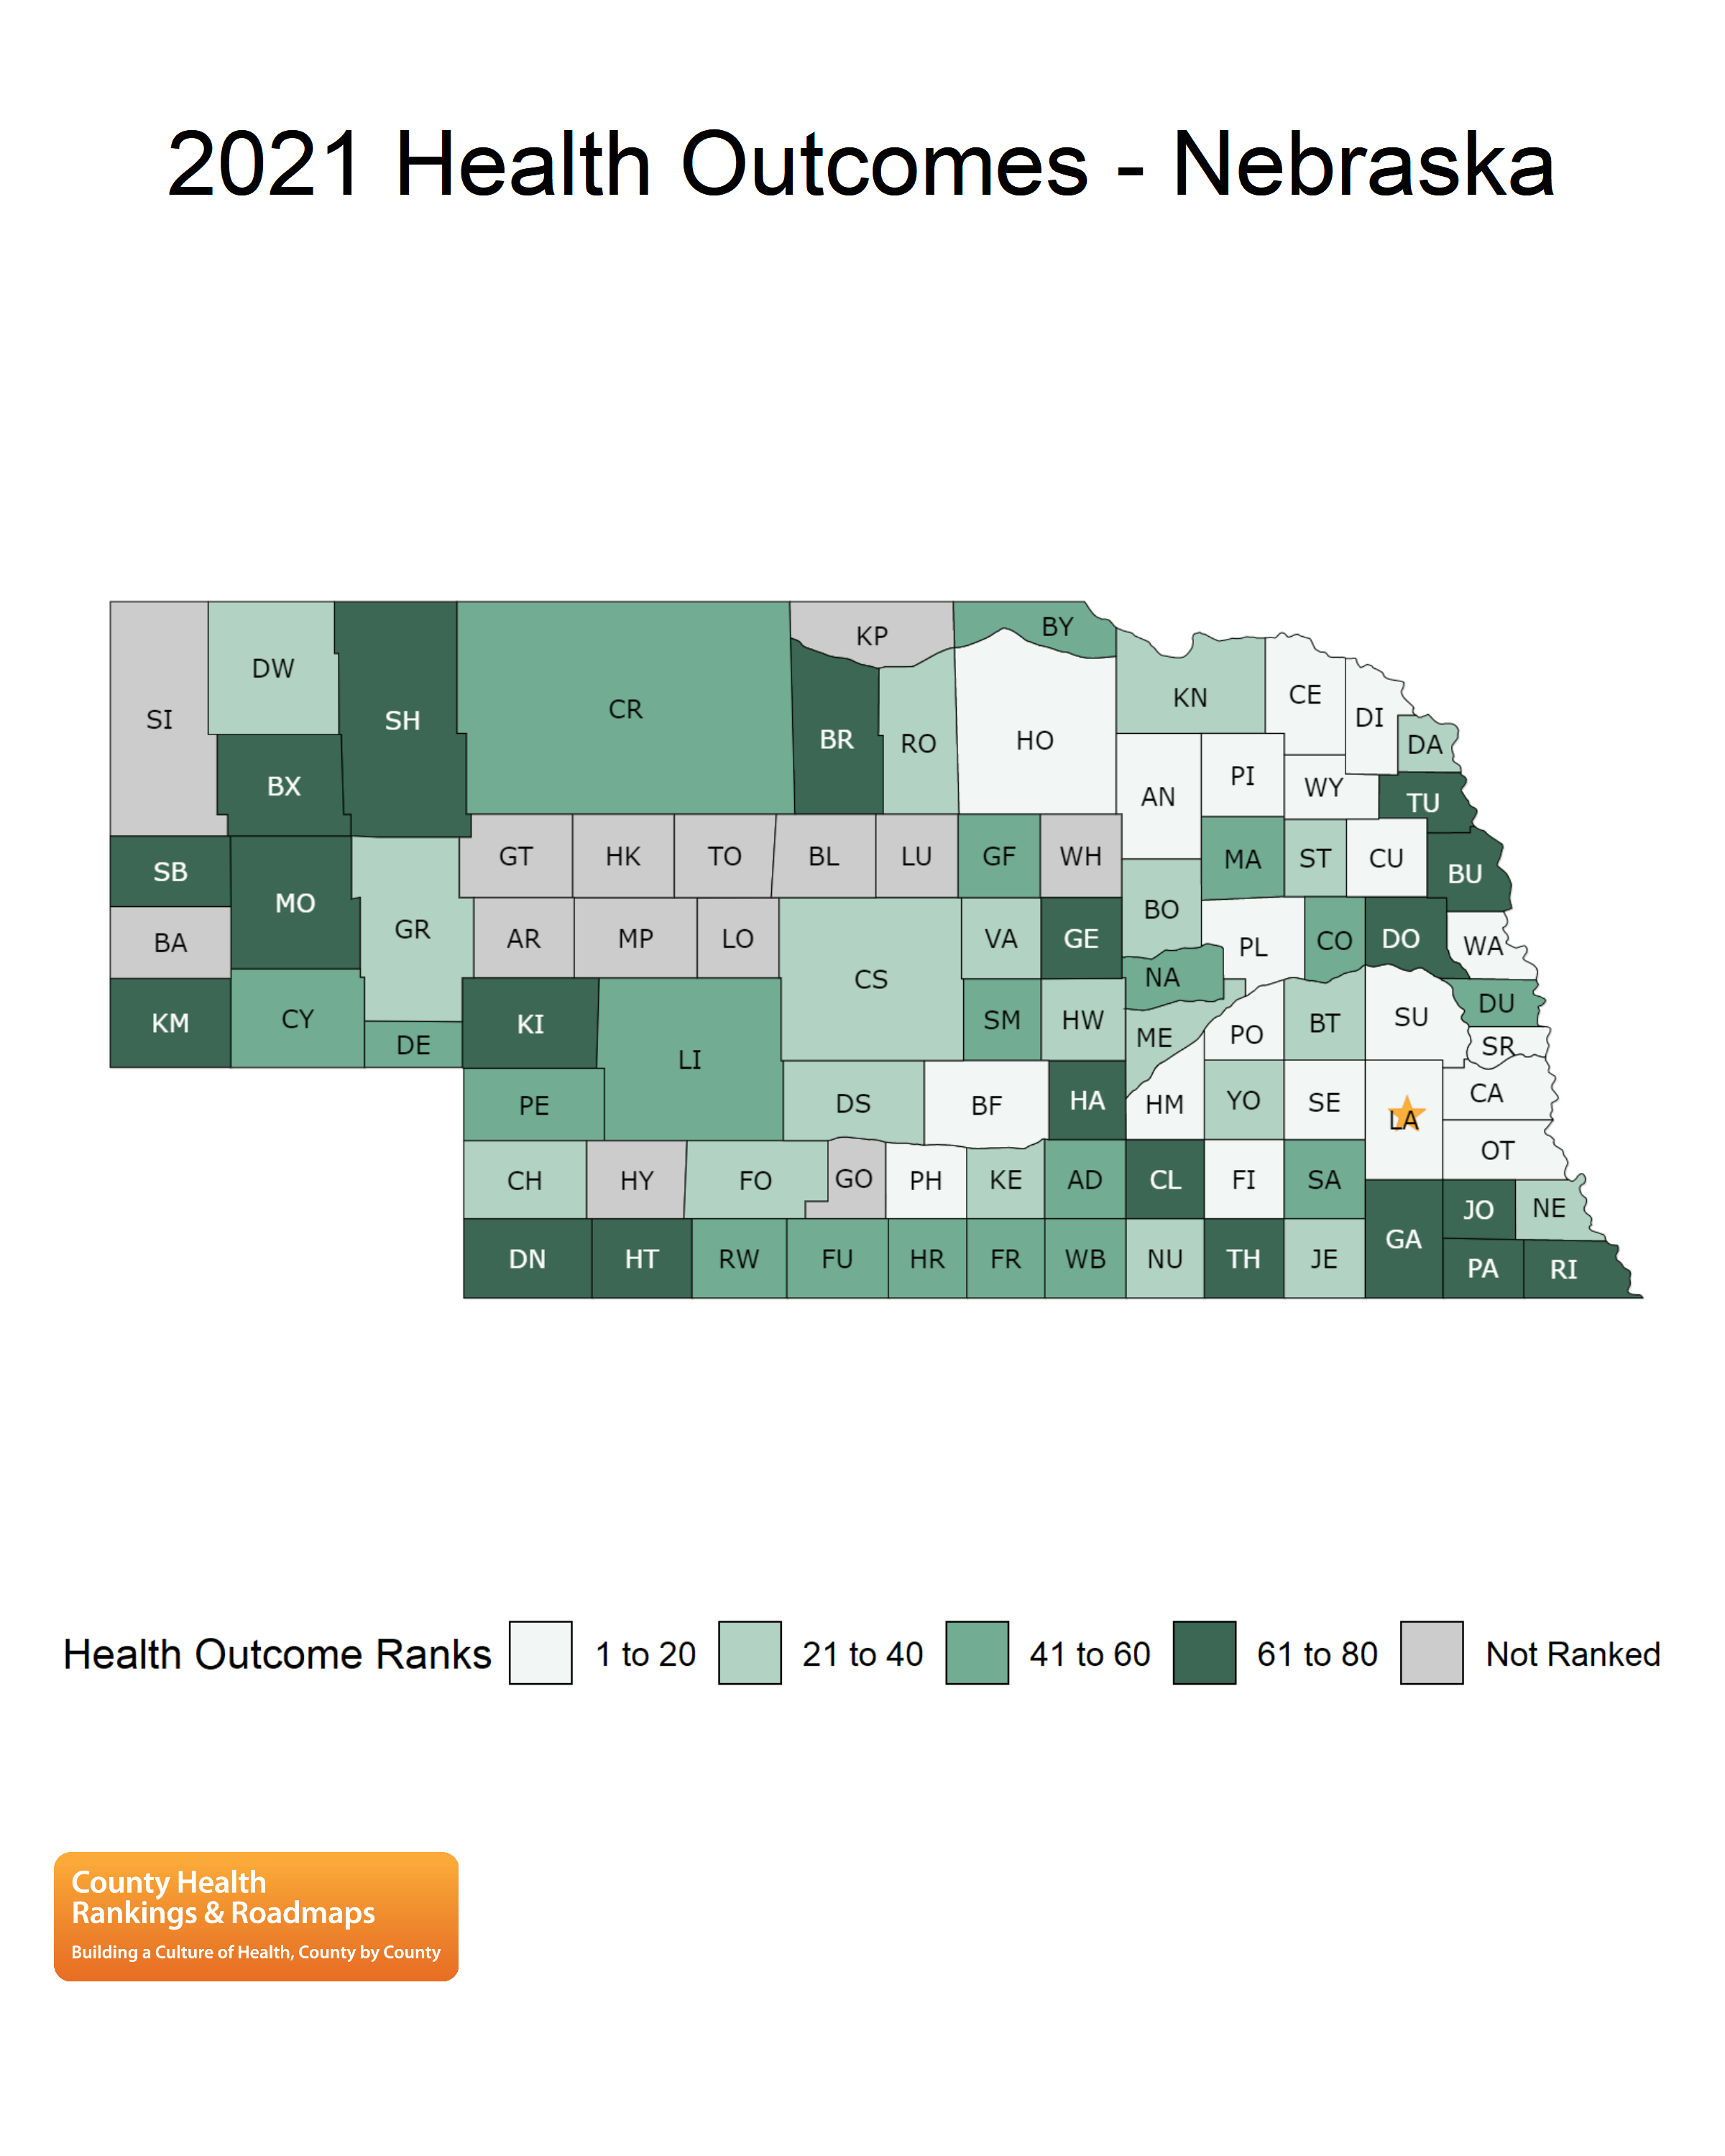 2021 Health Outcomes - Nebraska
KP
BY
DW
SI
SH
CR
BR
RO
HO
KN
CE
DI
DA
BX
AN
PI
WY
TU
SB
MO
GT
HK
TO
BL
LU
GF
WH
MA
ST
CU
BU
BA
GR
AR
MP
LO
CS
VA
GE
BO
PL
CO
DO
WA
KM
CY
DE
KI
LI
SM
HW
NA
ME
PO
BT
SU
DU
SR
PE
DS
BF
HA
HM
YO
SE
LA
CA
OT
CH
HY
FO
GO
PH
KE
AD
CL
FI
SA
JO
NE
DN
HT
RW
FU
HR
FR
WB
NU
TH
JE
GA
PA
RI
Health Outcome Ranks 1 to 20 21 to 40 41 to 60 61 to 80 Not Ranked
County Health
Rankings & Roadmaps
Building a Culture of Health, County by County